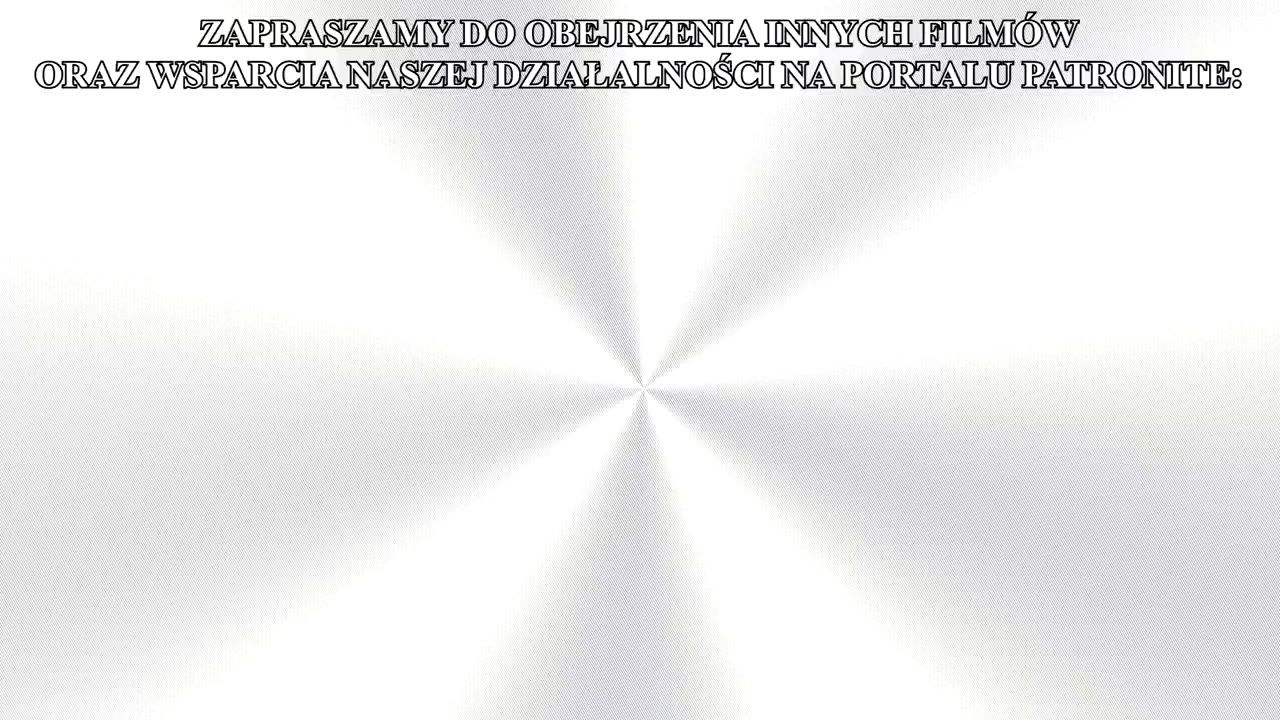 ZAPRASZAMY DO OBEJRZENIA INNYCH FILMÓW
ORAZ WSPARCIA NASZEJ DZIAŁALNOŚCI NA PORTALU PATRONITE: